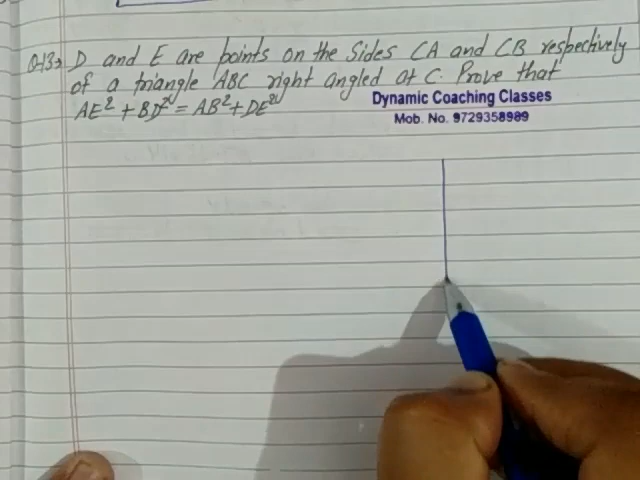 Q.13→ D and E are points on the Sides CA and CB respectively
of a triangle ABC right angled at C. Prove that
AE² + BD² = AB² + DE²
Dynamic Coaching Classes
Mob. No. 9729358989